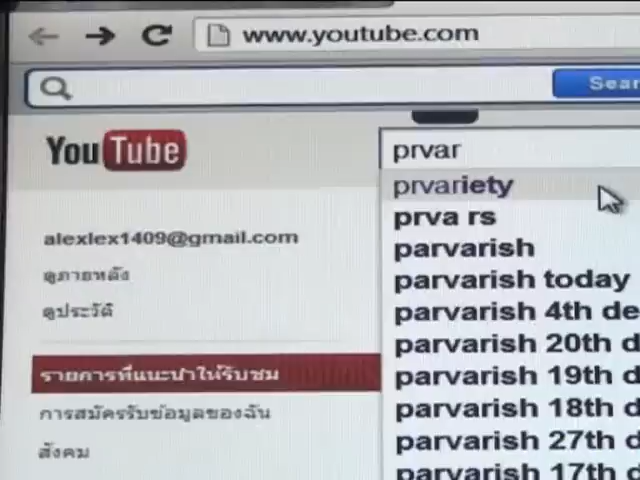 www.youtube.com
Sear
YouTube
prvar
alexlex1409@gmail.com
ดูภายหลัง
ดูประวัติ
รายการที่แนะนำให้รับชม
การสมัครรับข้อมูลของฉัน
สังคม
prvariety
prva rs
parvarish
parvarish today
parvarish 4th de
parvarish 20th d
parvarish 19th d
parvarish 18th d
parvarish 27th d
parvarish 17th d